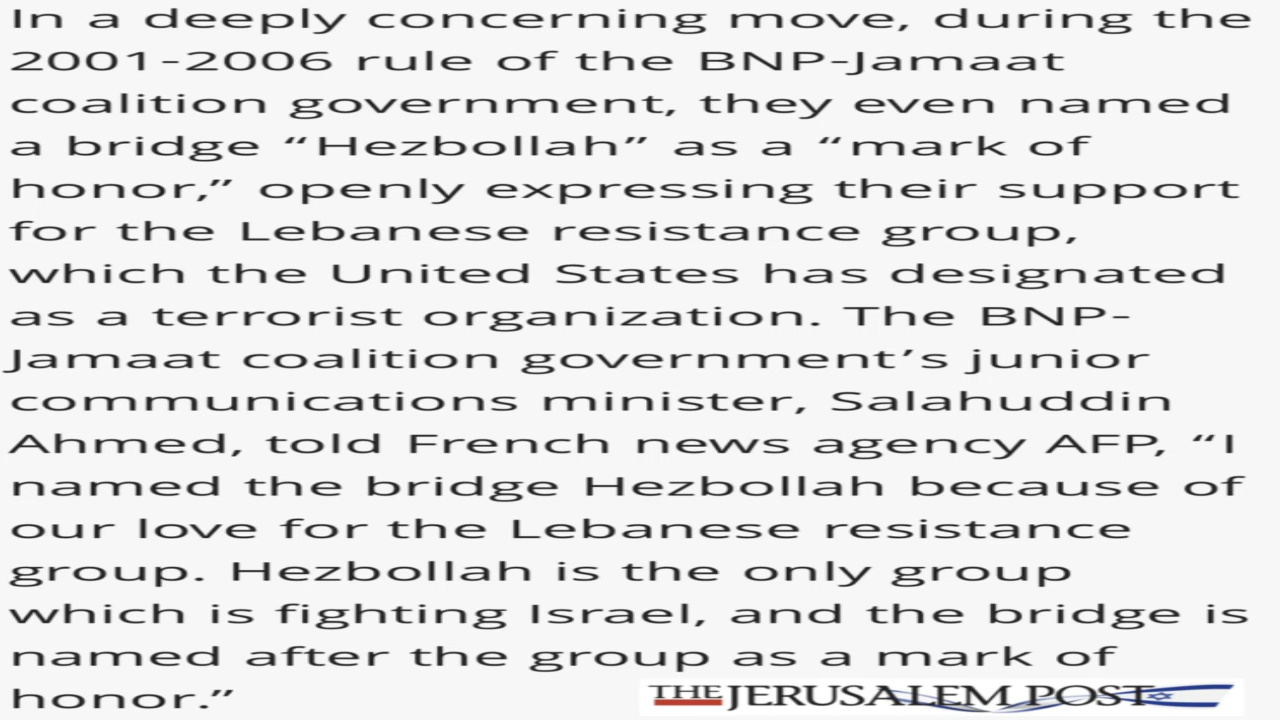 In a deeply concerning move, during the
2001-2006 rule of the BNP-Jamaat
coalition government, they even named
a bridge “Hezbollah” as a “mark of
honor,” openly expressing their support
for the Lebanese resistance group,
which the United States has designated
as a terrorist organization. The BNP-
Jamaat coalition government’s junior
communications minister, Salahuddin
Ahmed, told French news agency AFP, “I
named the bridge Hezbollah because of
our love for the Lebanese resistance
group. Hezbollah is the only group
which is fighting Israel, and the bridge is
named after the group as a mark of
honor.”
THE JERUSALEM POST